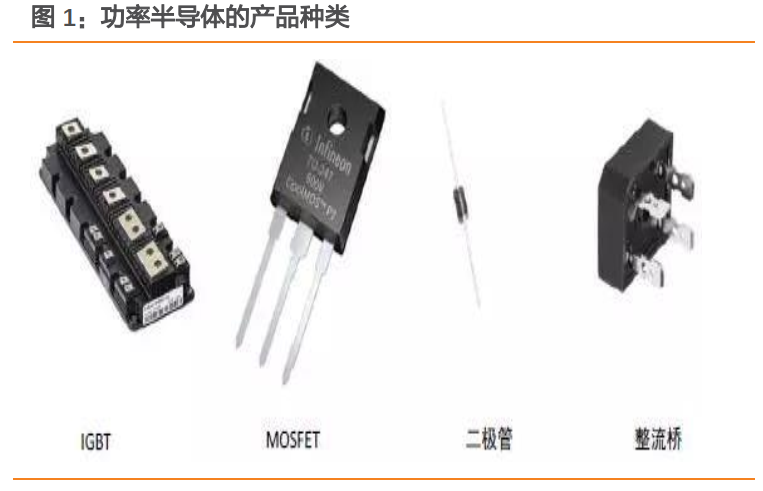 图 1：功率半导体的产品种类
Infineon
TO-247
600V
CoolMOS™ P7
IGBT
MOSFET
二极管
整流桥